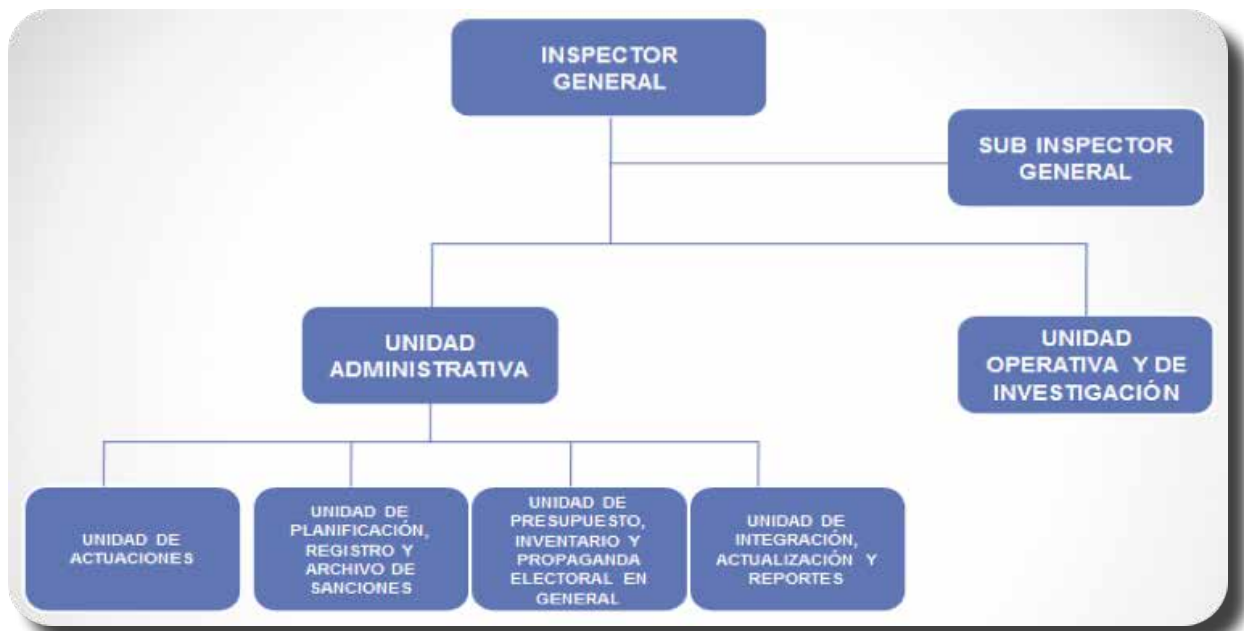 INSPECTOR
GENERAL
SUB INSPECTOR
GENERAL
UNIDAD
ADMINISTRATIVA
UNIDAD
OPERATIVA Y DE
INVESTIGACIÓN
UNIDAD DE
ACTUACIONES
UNIDAD DE
PLANIFICACIÓN,
REGISTRO Y
ARCHIVO DE
SANCIONES
UNIDAD DE
PRESUPUESTO,
INVENTARIO Y
PROPAGANDA
ELECTORAL EN
GENERAL
UNIDAD DE
INTEGRACIÓN,
ACTUALIZACIÓN Y
REPORTES